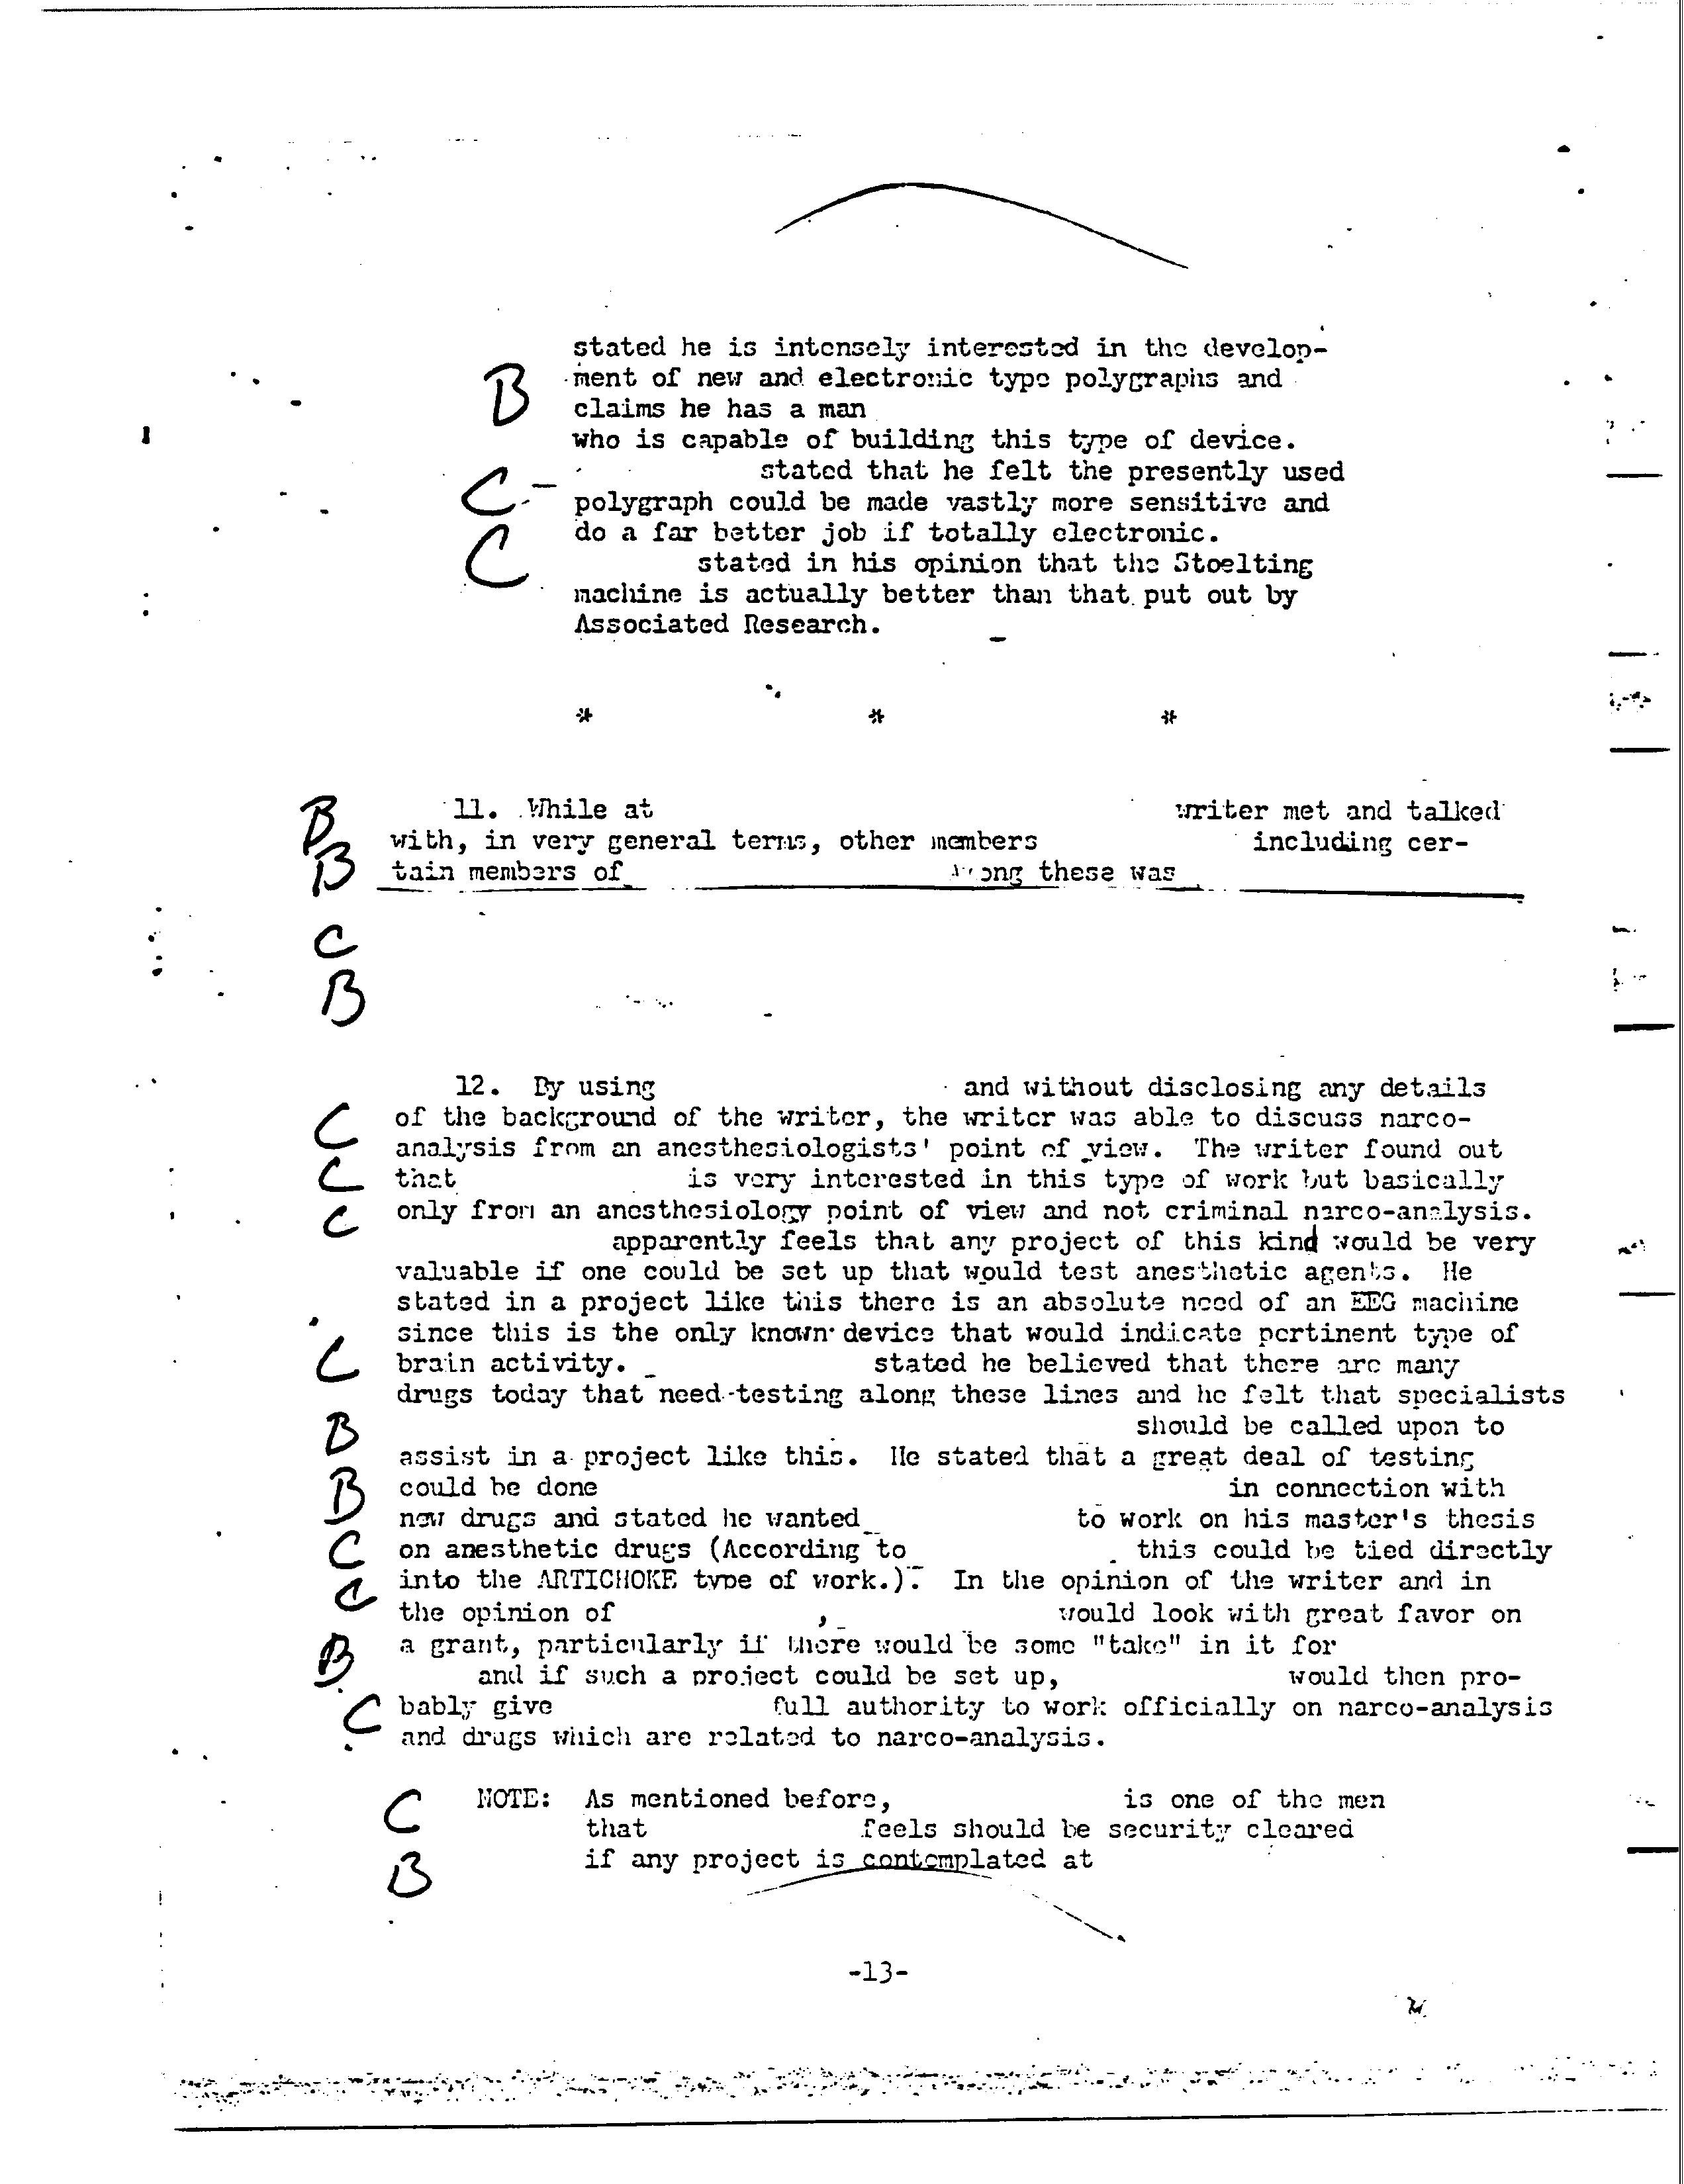 stated he is intensely interested in the develop-
B ment of new and electronic type polygraphs and
claims he has a man
who is capable of building this type of device.
C stated that he felt the presently used
polygraph could be made vastly more sensitive and
do a far better job if totally electronic.
C stated in his opinion that the Stoelting
machine is actually better than that put out by
Associated Research.
* * *
B 11. While at writer met and talked
with, in very general terms, other members including cer-
B tain members of these was
C
B
12. By using and without disclosing any details
C of the background of the writer, the writer was able to discuss narco-
analysis from an anesthesiologists' point of view. The writer found out
C that is very interested in this type of work but basically
C only from an anesthesiology point of view and not criminal narco-analysis.
apparently feels that any project of this kind would be very
valuable if one could be set up that would test anesthetic agents. He
stated in a project like this there is an absolute need of an EEG machine
since this is the only known device that would indicate pertinent type of
C brain activity. stated he believed that there are many
drugs today that need testing along these lines and he felt that specialists
B should be called upon to
assist in a project like this. He stated that a great deal of testing
B could be done in connection with
new drugs and stated he wanted to work on his master's thesis
C on anesthetic drugs (According to this could be tied directly
C into the ARTICHOKE type of work.). In the opinion of the writer and in
the opinion of , would look with great favor on
B a grant, particularly if there would be some "take" in it for
and if such a project could be set up, would then pro-
C bably give full authority to work officially on narco-analysis
and drugs which are related to narco-analysis.
C NOTE: As mentioned before, is one of the men
that feels should be security cleared
B if any project is contemplated at
-13-